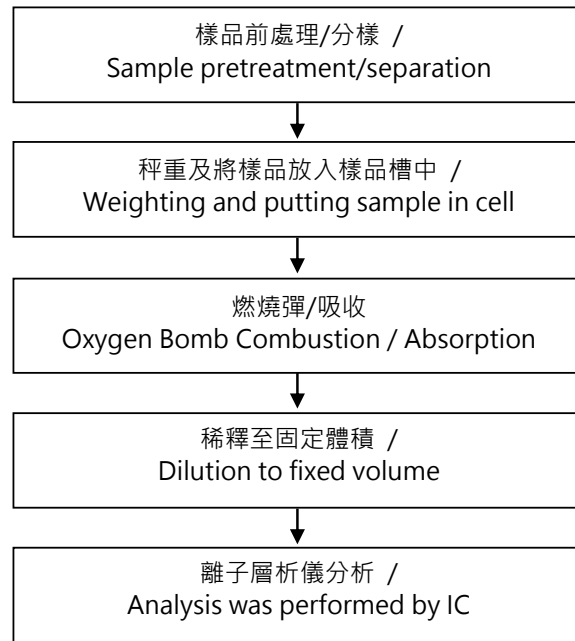 樣品前處理/分樣 /
Sample pretreatment/separation
秤重及將樣品放入樣品槽中 /
Weighting and putting sample in cell
燃燒彈/吸收
Oxygen Bomb Combustion / Absorption
稀釋至固定體積 /
Dilution to fixed volume
離子層析儀分析 /
Analysis was performed by IC